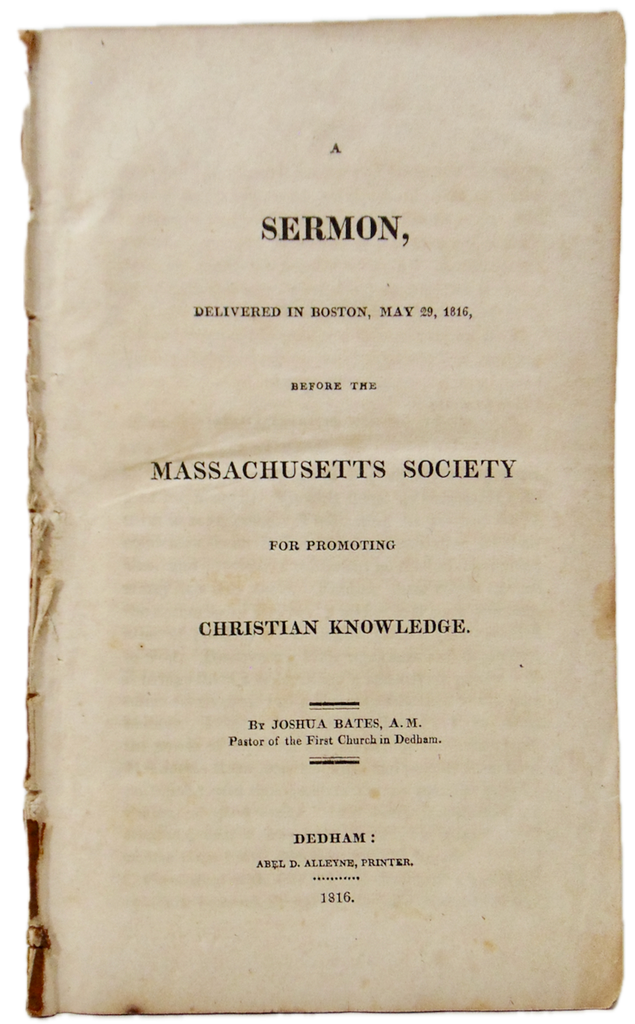 A
SERMON,
DELIVERED IN BOSTON, MAY 29, 1816,
BEFORE THE
MASSACHUSETTS SOCIETY
FOR PROMOTING
CHRISTIAN KNOWLEDGE.
By JOSHUA BATES, A. M.
Pastor of the First Church in Dedham.
DEDHAM :
ABEL D. ALLEYNE, PRINTER.
1816.